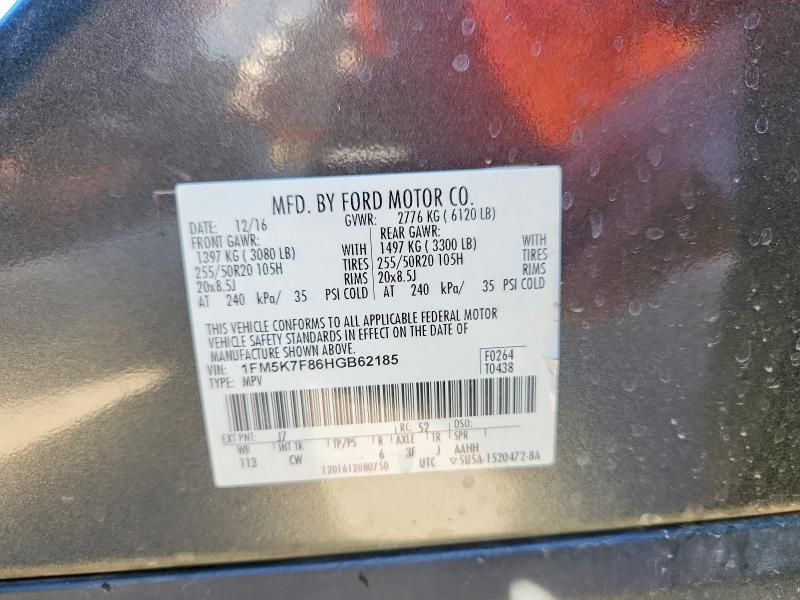 MFD. BY FORD MOTOR CO.
DATE: 12/16 GVWR: 2776 KG ( 6120 LB)
FRONT GAWR: REAR GAWR:
1397 KG ( 3080 LB) WITH 1497 KG ( 3300 LB) WITH
255/50R20 105H TIRES 255/50R20 105H TIRES
20x8.5J RIMS 20x8.5J RIMS
AT 240 kPa/ 35 PSI COLD AT 240 kPa/ 35 PSI COLD
THIS VEHICLE CONFORMS TO ALL APPLICABLE FEDERAL MOTOR
VEHICLE SAFETY STANDARDS IN EFFECT ON THE DATE OF
MANUFACTURE SHOWN ABOVE.
VIN: 1FM5K7F86HGB62185 F0264
TYPE: MPV T0438
EXT PNT: J7 RC: 52 DSO:
WB INT TR TP/PS R AXLE TR SPR
113 CW 6 3F J AAHH
1201612080750 UTC 5U5A-1520472-BA